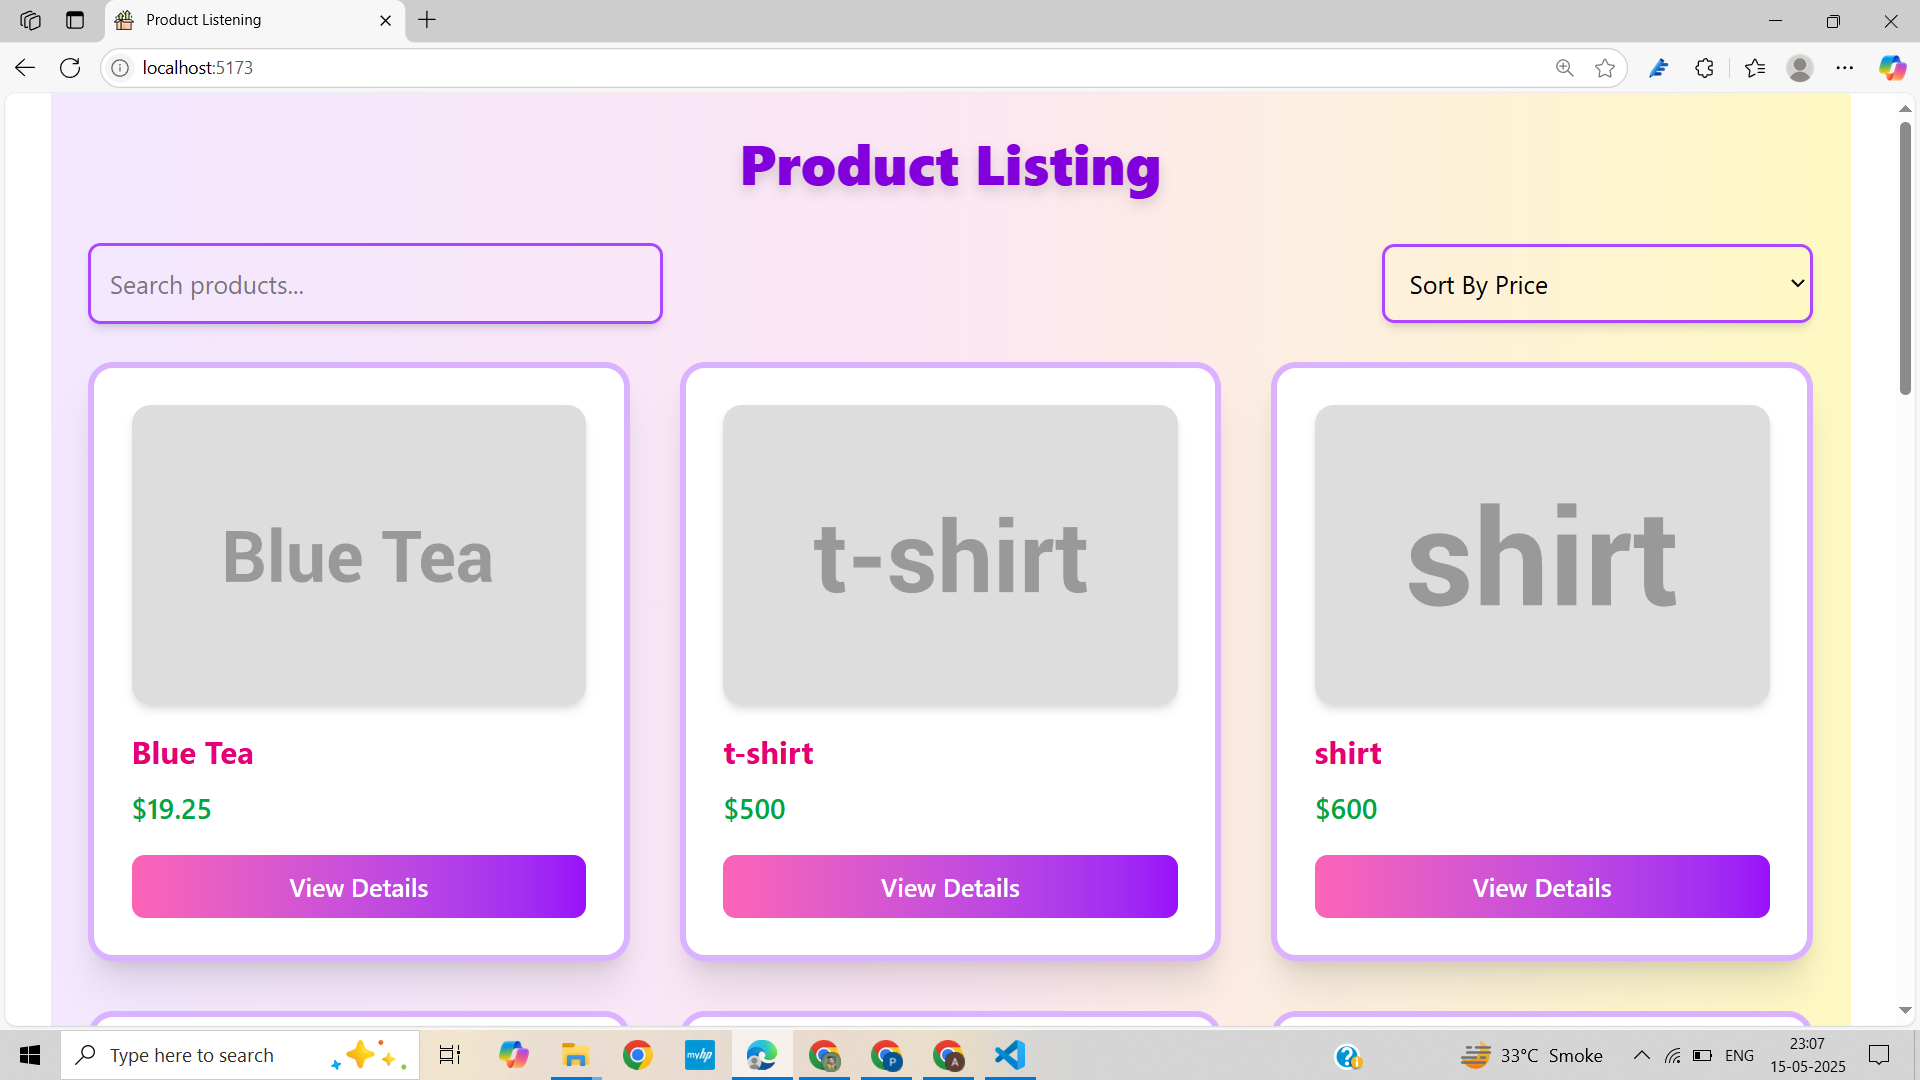 Product Listening
localhost:5173
Product Listing
Search products...
Sort By Price
Blue Tea
t-shirt
shirt
Blue Tea
t-shirt
shirt
$19.25
$500
$600
View Details
View Details
View Details
Type here to search
myhp
P
A
33°C Smoke
ENG
23:07
15-05-2025